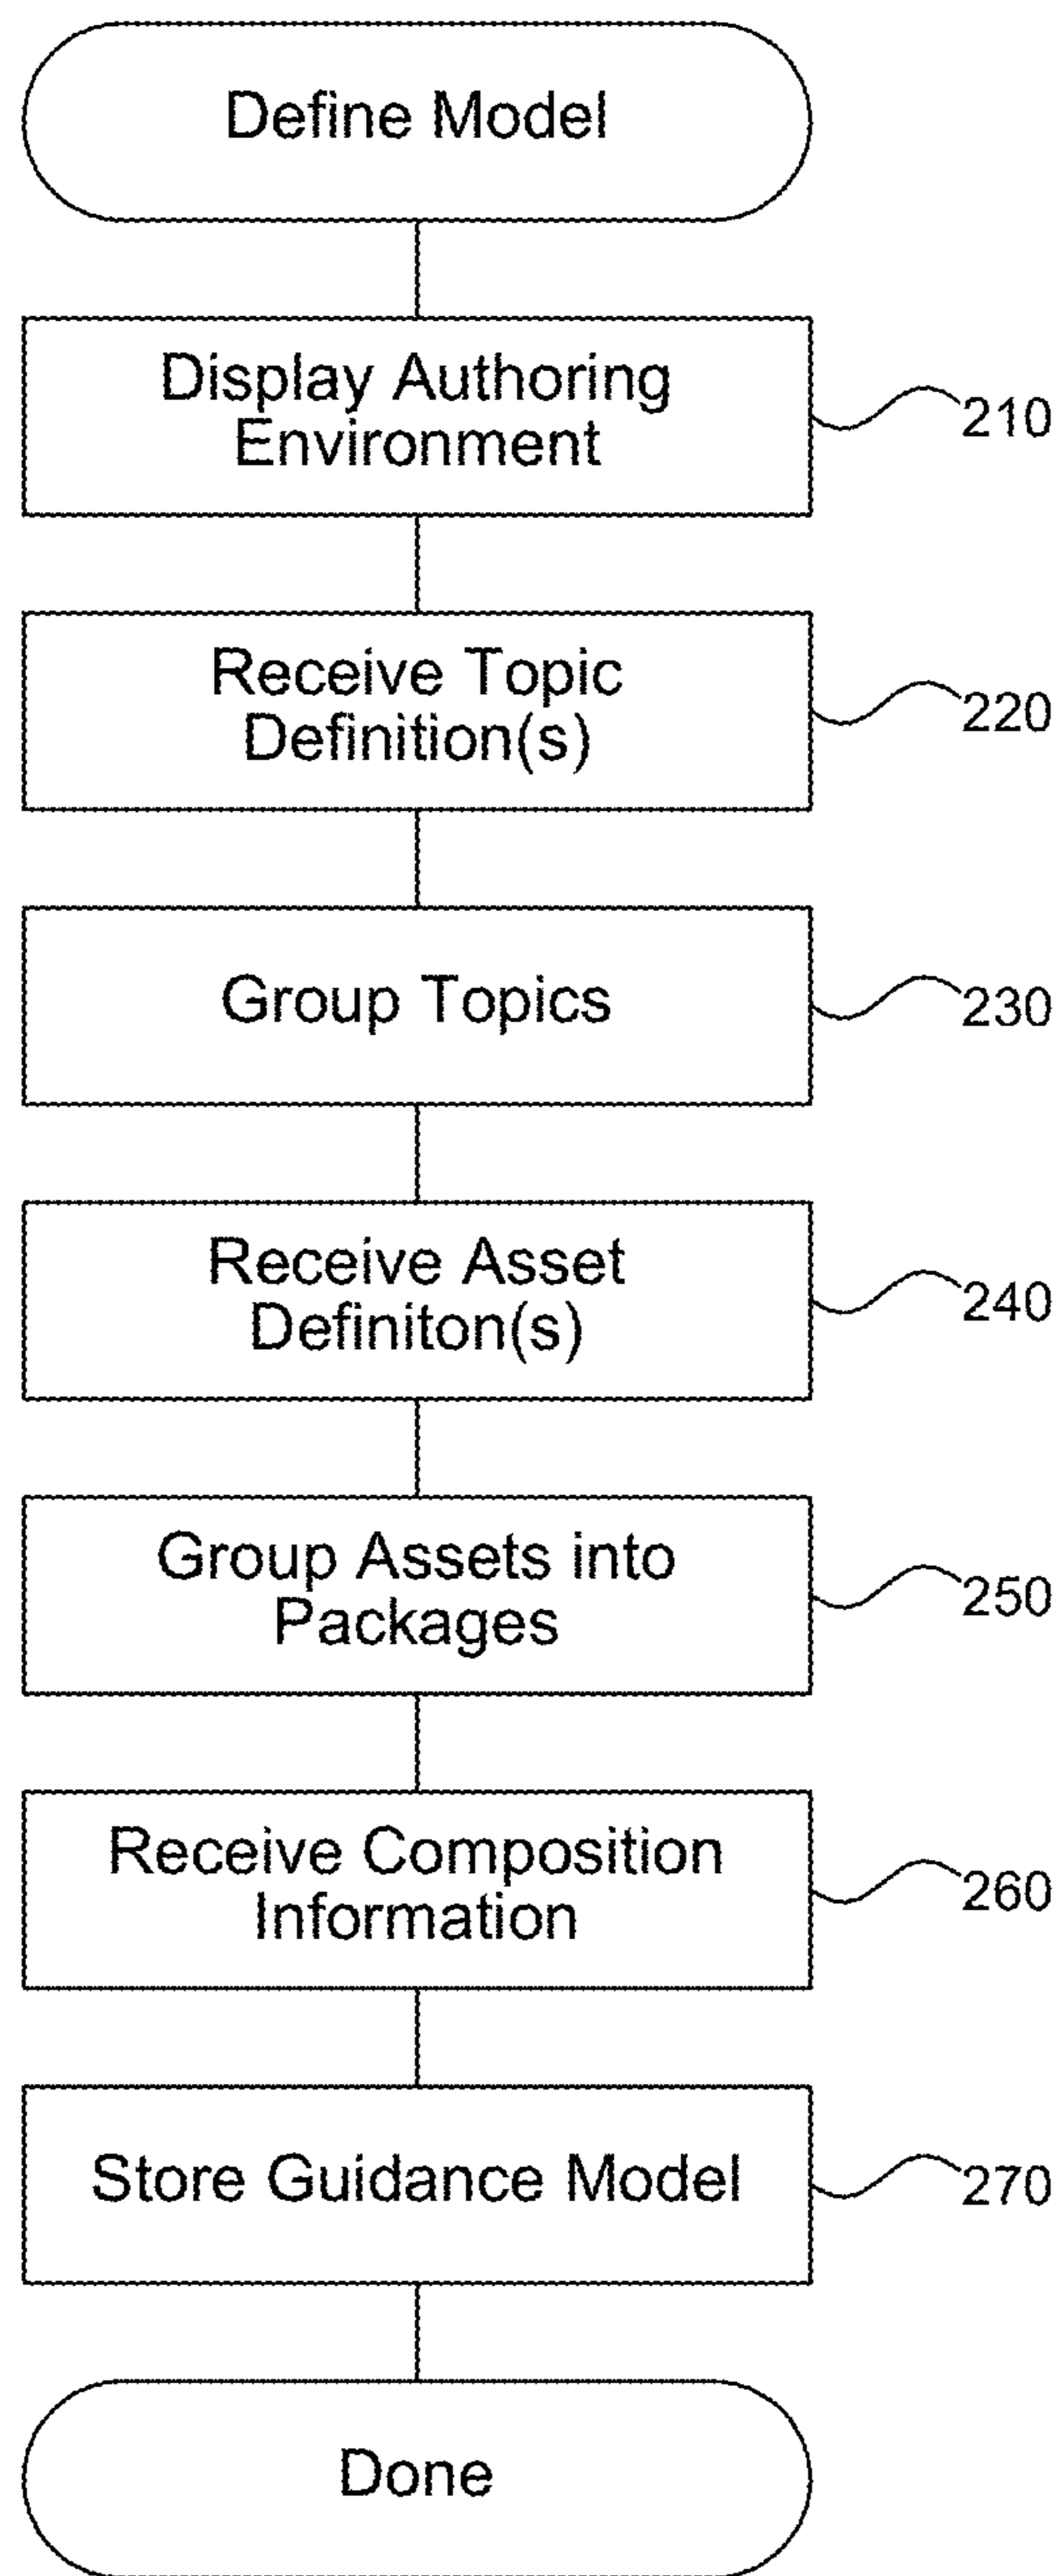 Define Model
Display Authoring
Environment
210
Receive Topic
Definition(s)
220
Group Topics
230
Receive Asset
Definiton(s)
240
Group Assets into
Packages
250
Receive Composition
Information
260
Store Guidance Model
270
Done